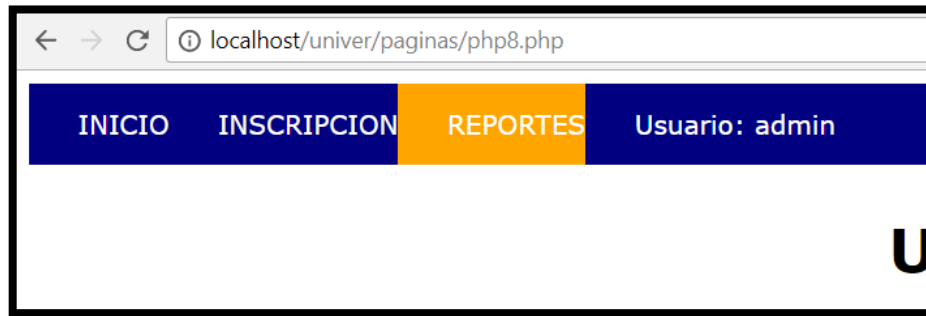 localhost/univer/paginas/php8.php
INICIO INSCRIPCION REPORTES Usuario: admin
U